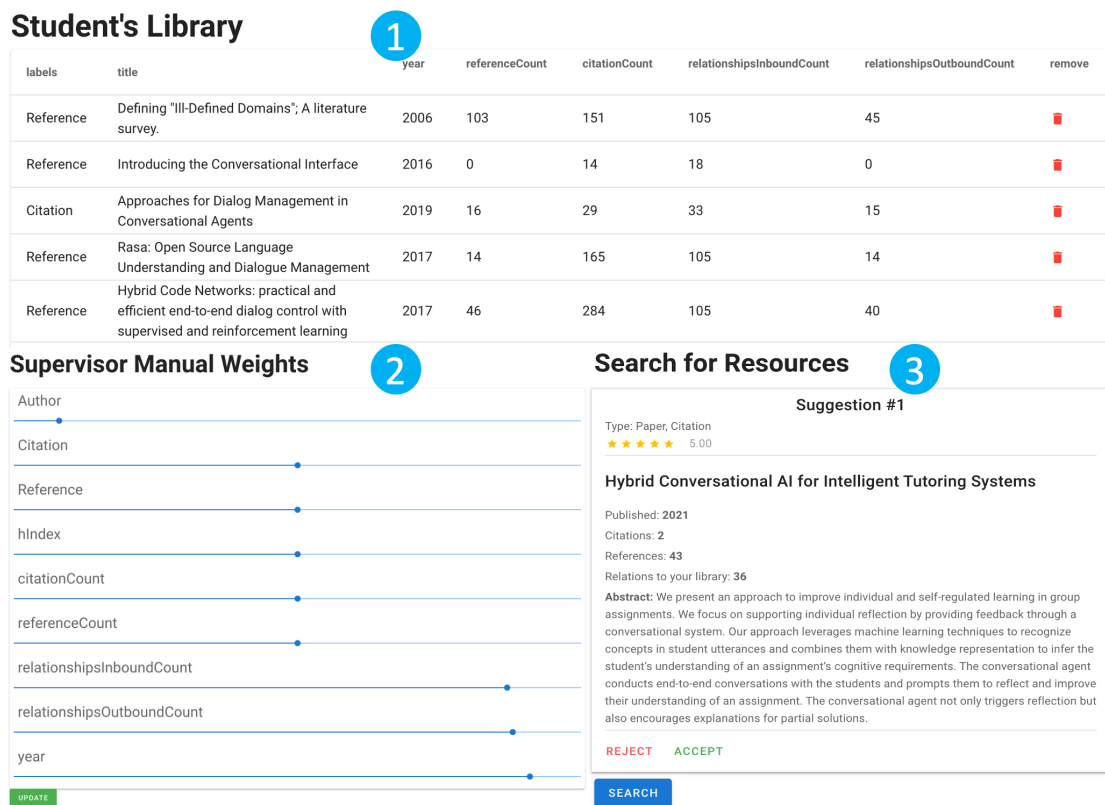 Student's Library
1
labels title year referenceCount citationCount relationshipsInboundCount relationshipsOutboundCount remove
Reference Defining "Ill-Defined Domains"; A literature survey. 2006 103 151 105 45
Reference Introducing the Conversational Interface 2016 0 14 18 0
Citation Approaches for Dialog Management in Conversational Agents 2019 16 29 33 15
Reference Rasa: Open Source Language Understanding and Dialogue Management 2017 14 165 105 14
Reference Hybrid Code Networks: practical and efficient end-to-end dialog control with supervised and reinforcement learning 2017 46 284 105 40
Supervisor Manual Weights
2
Author
Citation
Reference
hIndex
citationCount
referenceCount
relationshipsInboundCount
relationshipsOutboundCount
year
UPDATE
Search for Resources
3
Suggestion #1
Type: Paper, Citation
5.00
Hybrid Conversational AI for Intelligent Tutoring Systems
Published: 2021
Citations: 2
References: 43
Relations to your library: 36
Abstract: We present an approach to improve individual and self-regulated learning in group
assignments. We focus on supporting individual reflection by providing feedback through a
conversational system. Our approach leverages machine learning techniques to recognize
concepts in student utterances and combines them with knowledge representation to infer the
student's understanding of an assignment's cognitive requirements. The conversational agent
conducts end-to-end conversations with the students and prompts them to reflect and improve
their understanding of an assignment. The conversational agent not only triggers reflection but
also encourages explanations for partial solutions.
REJECT ACCEPT
SEARCH